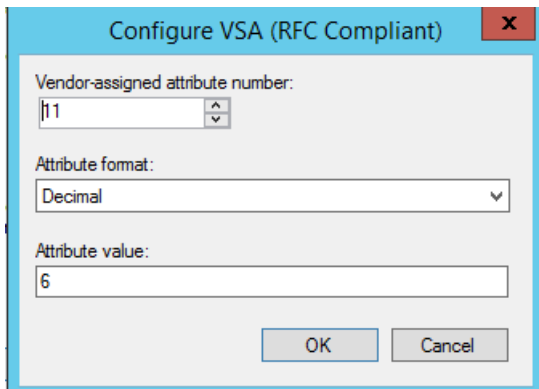 Configure VSA (RFC Compliant)
x
Vendor-assigned attribute number:
11
Attribute format:
Decimal
Attribute value:
6
OK Cancel